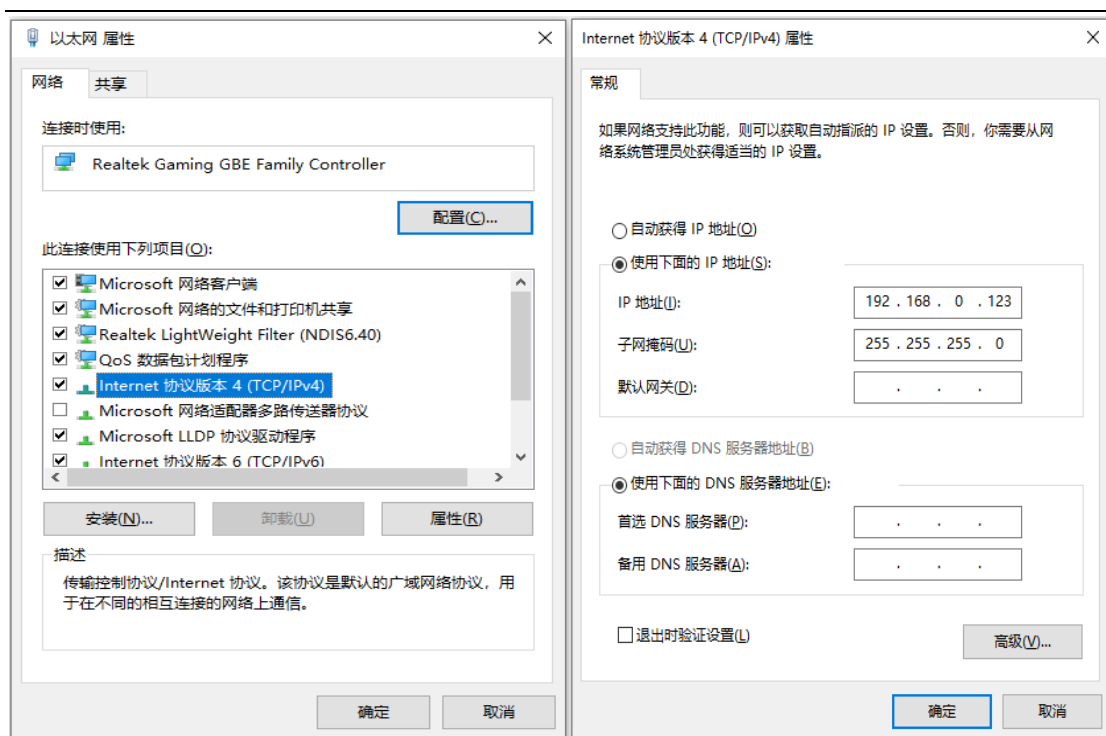 以太网 属性
网络
共享
连接时使用:
Realtek Gaming GBE Family Controller
配置(C)...
此连接使用下列项目(O):
Microsoft 网络客户端
Microsoft 网络的文件和打印机共享
Realtek LightWeight Filter (NDIS6.40)
QoS 数据包计划程序
Internet 协议版本 4 (TCP/IPv4)
Microsoft 网络适配器多路传送器协议
Microsoft LLDP 协议驱动程序
Internet 协议版本 6 (TCP/IPv6)
安装(N)...
卸载(U)
属性(R)
描述
传输控制协议/Internet 协议。该协议是默认的广域网络协议，用
于在不同的相互连接的网络上通信。
确定
取消
Internet 协议版本 4 (TCP/IPv4) 属性
常规
如果网络支持此功能，则可以获取自动指派的 IP 设置。否则，你需要从网
络系统管理员处获得适当的 IP 设置。
自动获得 IP 地址(O)
使用下面的 IP 地址(S):
IP 地址(I):
192 . 168 . 0 . 123
子网掩码(U):
255 . 255 . 255 . 0
默认网关(D):
. . .
自动获得 DNS 服务器地址(B)
使用下面的 DNS 服务器地址(E):
首选 DNS 服务器(P):
. . .
备用 DNS 服务器(A):
. . .
退出时验证设置(L)
高级(V)...
确定
取消